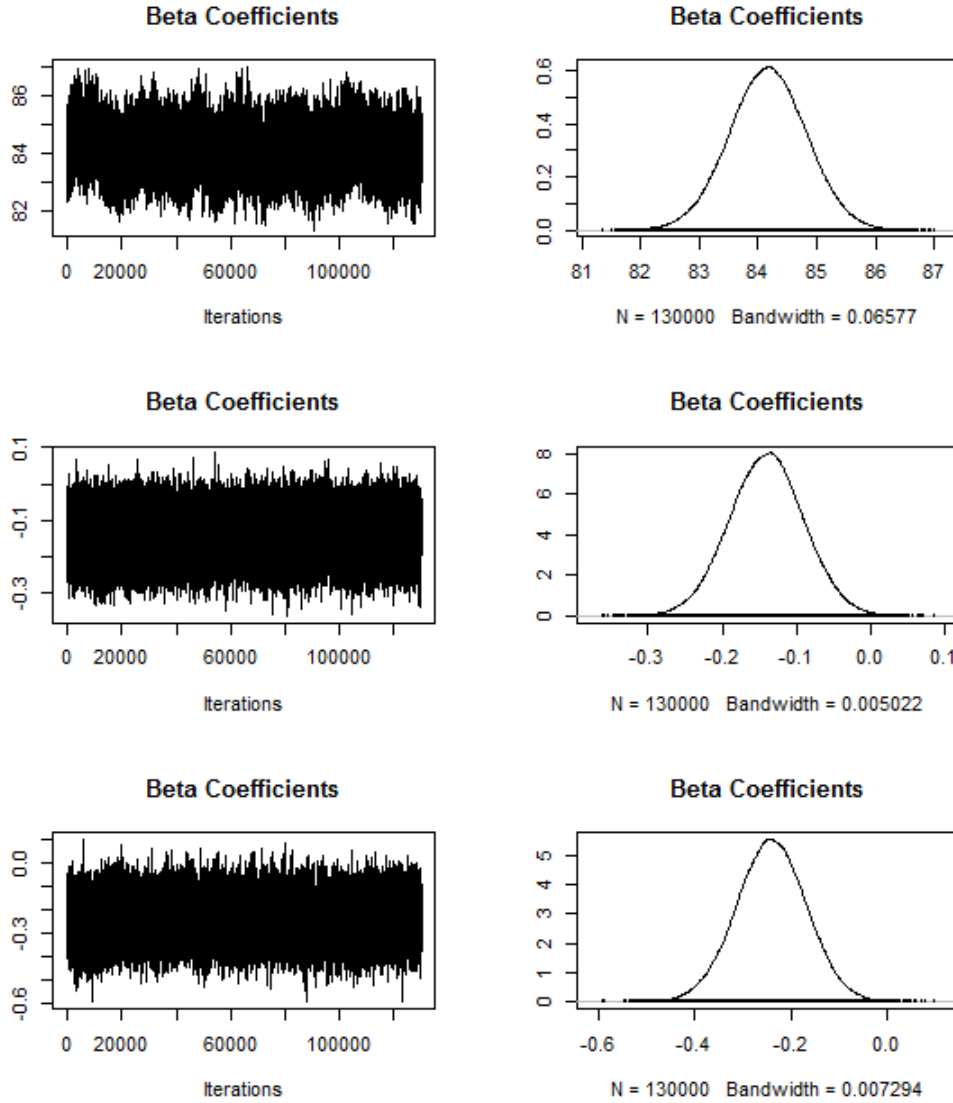 Beta Coefficients
Beta Coefficients
86
84
82
0 20000 60000 100000
Iterations
0.6
0.4
0.2
0.0
81 82 83 84 85 86 87
N = 130000 Bandwidth = 0.06577
Beta Coefficients
Beta Coefficients
0.1
-0.1
-0.3
0 20000 60000 100000
Iterations
8
6
4
2
0
-0.3 -0.2 -0.1 0.0 0.1
N = 130000 Bandwidth = 0.005022
Beta Coefficients
Beta Coefficients
0.0
-0.3
-0.6
0 20000 60000 100000
Iterations
5
4
3
2
1
0
-0.6 -0.4 -0.2 0.0
N = 130000 Bandwidth = 0.007294